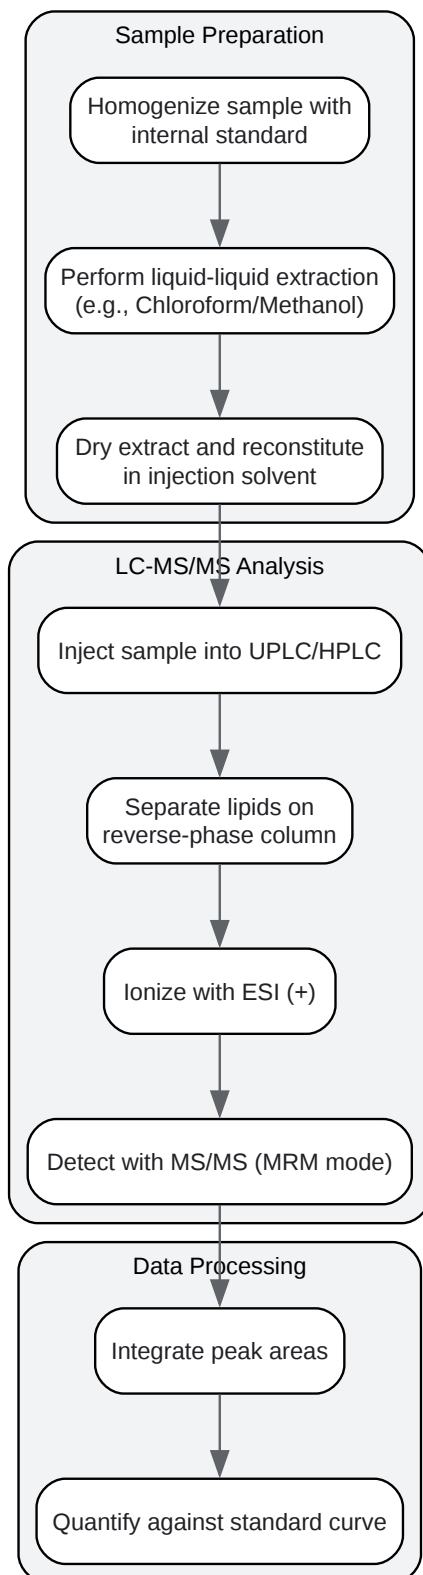 Sample Preparation
Homogenize sample with
internal standard
Perform liquid-liquid extraction
(e.g., Chloroform/Methanol)
Dry extract and reconstitute
in injection solvent
LC-MS/MS Analysis
Inject sample into UPLC/HPLC
Separate lipids on
reverse-phase column
Ionize with ESI (+)
Detect with MS/MS (MRM mode)
Data Processing
Integrate peak areas
Quantify against standard curve